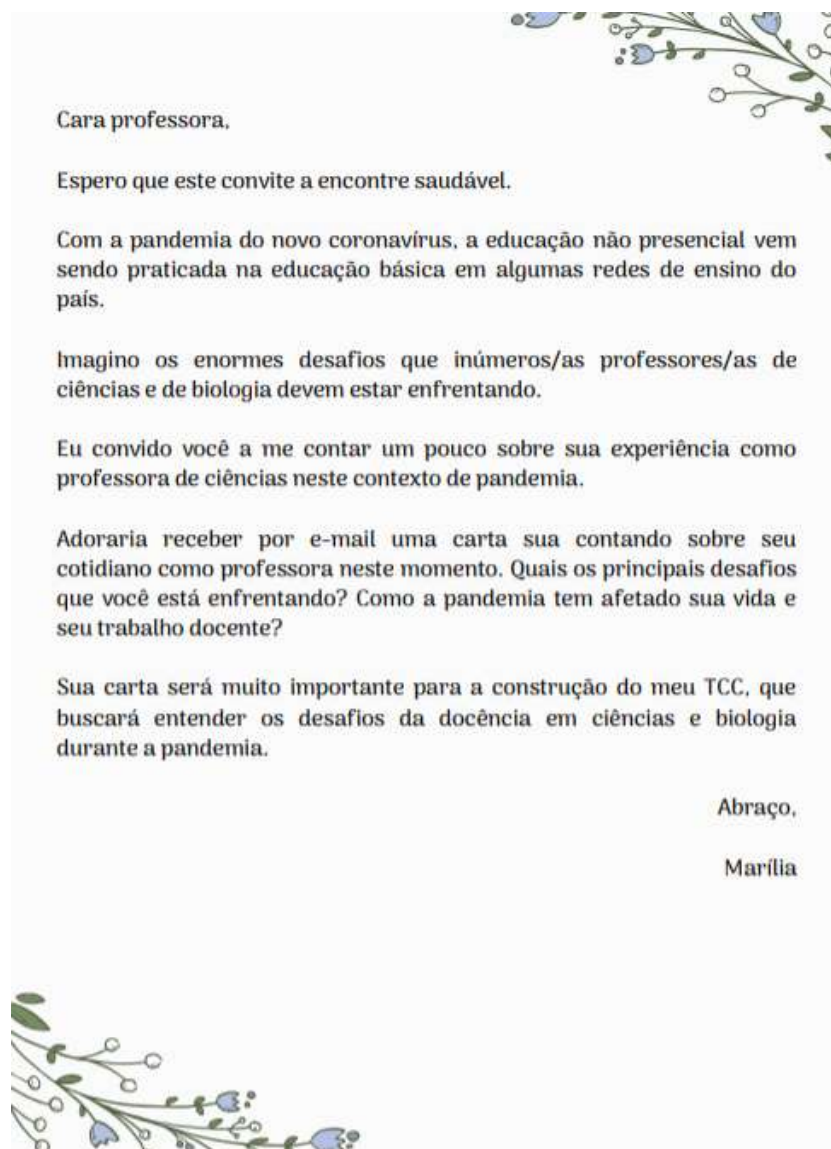 Cara professora,
Espero que este convite a encontre saudável.
Com a pandemia do novo coronavírus, a educação não presencial vem
sendo praticada na educação básica em algumas redes de ensino do
país.
Imagino os enormes desafios que inúmeros/as professores/as de
ciências e de biologia devem estar enfrentando.
Eu convido você a me contar um pouco sobre sua experiência como
professora de ciências neste contexto de pandemia.
Adoraria receber por e-mail uma carta sua contando sobre seu
cotidiano como professora neste momento. Quais os principais desafios
que você está enfrentando? Como a pandemia tem afetado sua vida e
seu trabalho docente?
Sua carta será muito importante para a construção do meu TCC, que
buscará entender os desafios da docência em ciências e biologia
durante a pandemia.
Abraço,
Marília